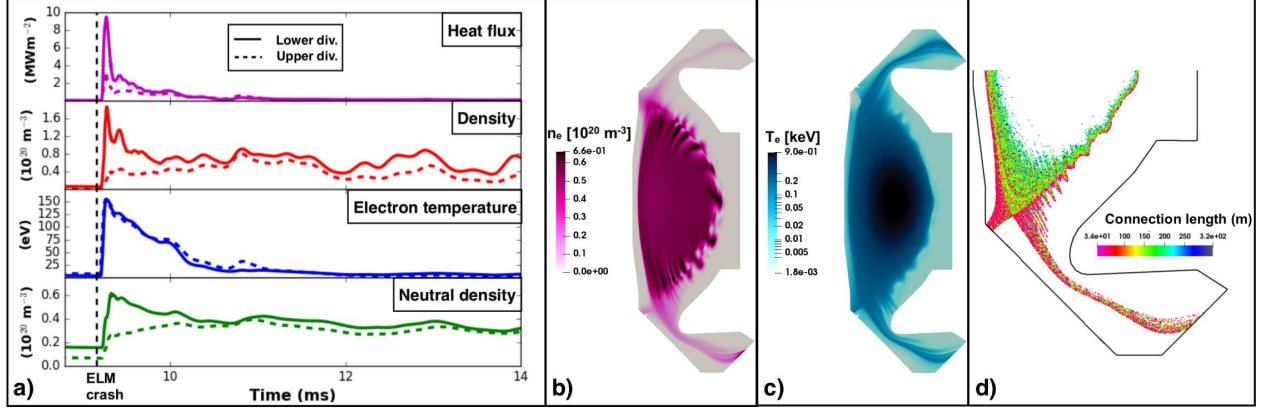 Heat flux
Lower div.
Upper div.
(MWm⁻²)
10
8
6
4
2
Density
(10²⁰ m⁻³)
1.6
1.2
0.8
0.4
Electron temperature
(eV)
150
125
100
75
50
25
Neutral density
(10²⁰ m⁻³)
0.6
0.4
0.2
0.0
10
12
14
ELM
crash
Time (ms)
a)
nₑ [10²⁰ m⁻³]
6.6e-01
0.6
0.5
0.4
0.3
0.2
0.1
0.0e+00
b)
Tₑ [keV]
9.0e-01
0.2
0.1
0.05
0.02
0.01
0.005
1.8e-03
c)
Connection length (m)
3.4e+01 100 150 200 250 3.2e+02
d)